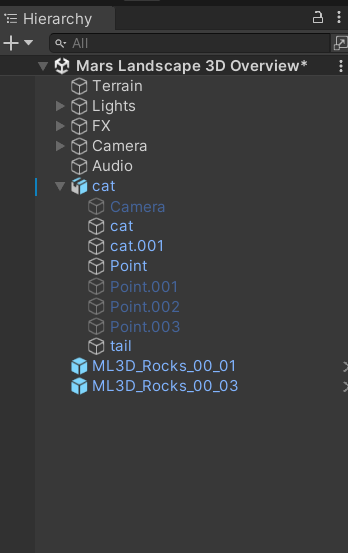 Hierarchy
All
Mars Landscape 3D Overview*
Terrain
Lights
FX
Camera
Audio
cat
Camera
cat
cat.001
Point
Point.001
Point.002
Point.003
tail
ML3D_Rocks_00_01
ML3D_Rocks_00_03